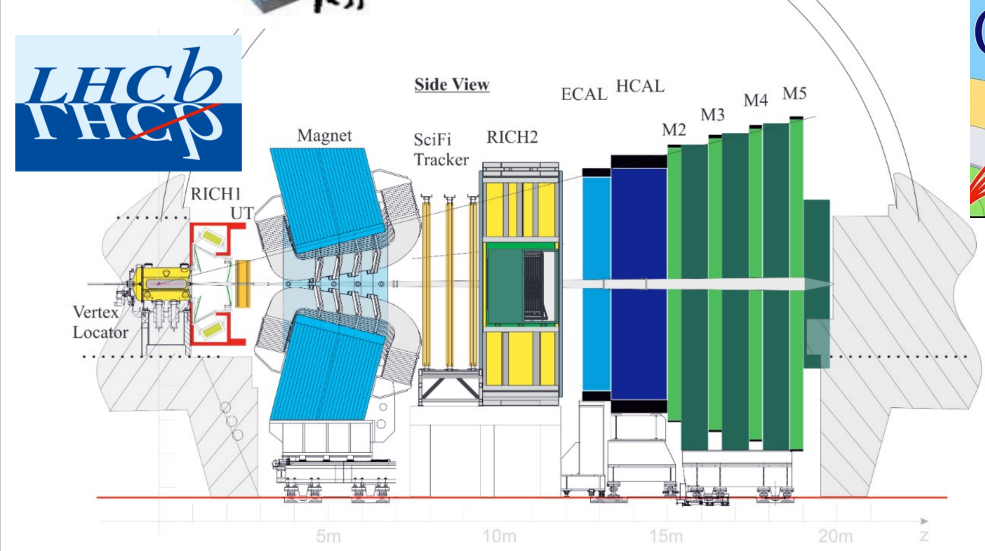 LHCb
LHCb
Side View
ECAL
HCAL
M5
M4
M3
M2
Magnet
SciFi
Tracker
RICH2
RICH1
UT
Vertex
Locator
5m
10m
15m
20m
z